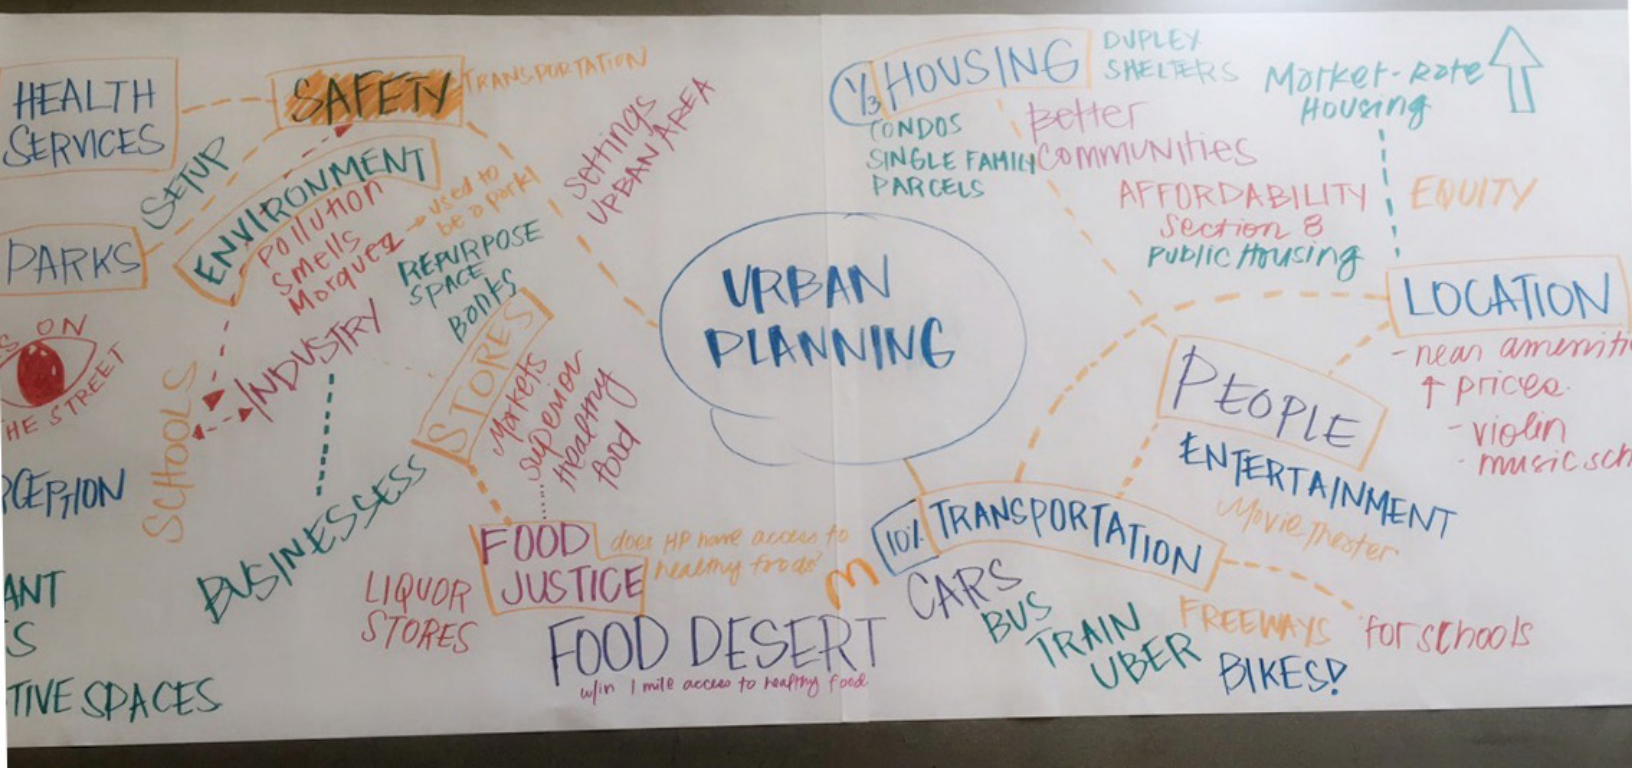 HEALTH
SERVICES
SAFETY
TRANSPORTATION
SETUP
ENVIRONMENT
pollution
smells
Morquez
used to
be a park!
REPURPOSE
SPACE
Banks
PARKS
S ON
HE STREET
INDUSTRY
SCHOOLS
STORES
Markets
superior
Healthy
food
settings
URBAN AREA
BUSINESSES
CEPTION
ANT
S
TIVE SPACES
LIQUOR
STORES
FOOD
JUSTICE
does HP have access to
healthy foods?
FOOD DESERT
w/in 1 mile access to healthy food
URBAN
PLANNING
1/3 HOUSING
DUPLEX
SHELTERS
CONDOS
SINGLE FAMILY
PARCELS
better
communities
Market-Rate
Housing
AFFORDABILITY
Section 8
Public Housing
EQUITY
LOCATION
- near ameniti
↑ prices
- violin
- music sch
PEOPLE
ENTERTAINMENT
Movie Theater
10% TRANSPORTATION
CARS
BUS
TRAIN
UBER
FREEWAYS
BIKES!
for schools